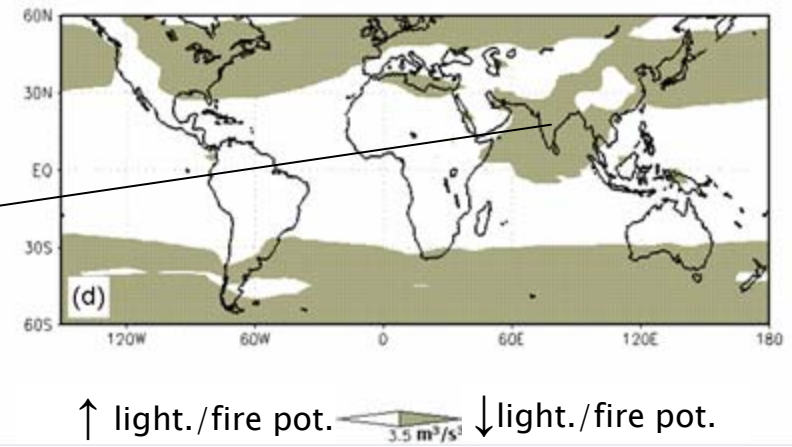 60N
30N
EQ
30S
60S
(d)
120W 60W 0 60E 120E 180
↑ light./fire pot. ↓light./fire pot.
3.5 m³/s³